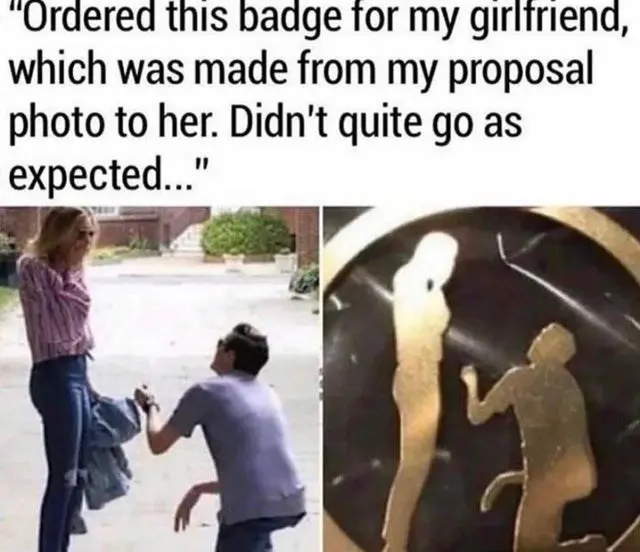 "Ordered this badge for my girlfriend,
which was made from my proposal
photo to her. Didn't quite go as
expected..."